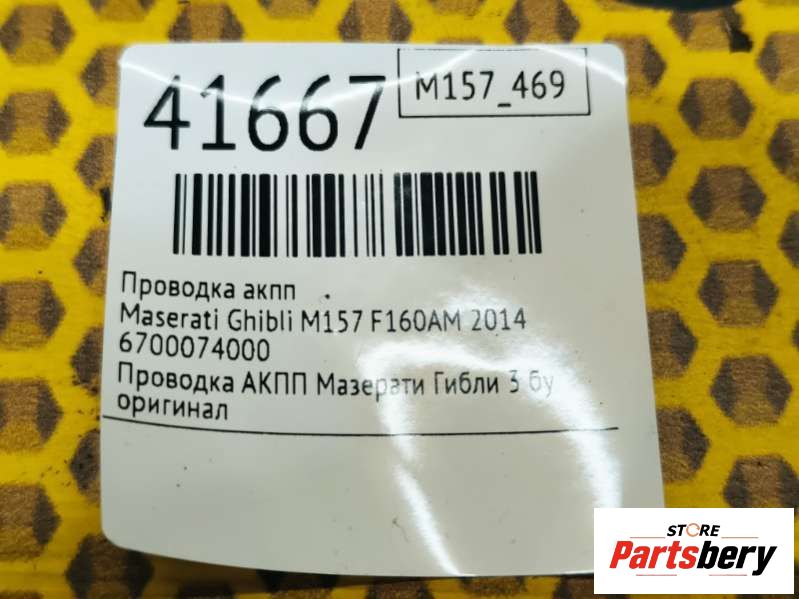 41667
M157_469
Проводка акпп
Maserati Ghibli M157 F160AM 2014
6700074000
Проводка АКПП Мазерати Гибли 3 бу
оригинал
STORE
Partsbery